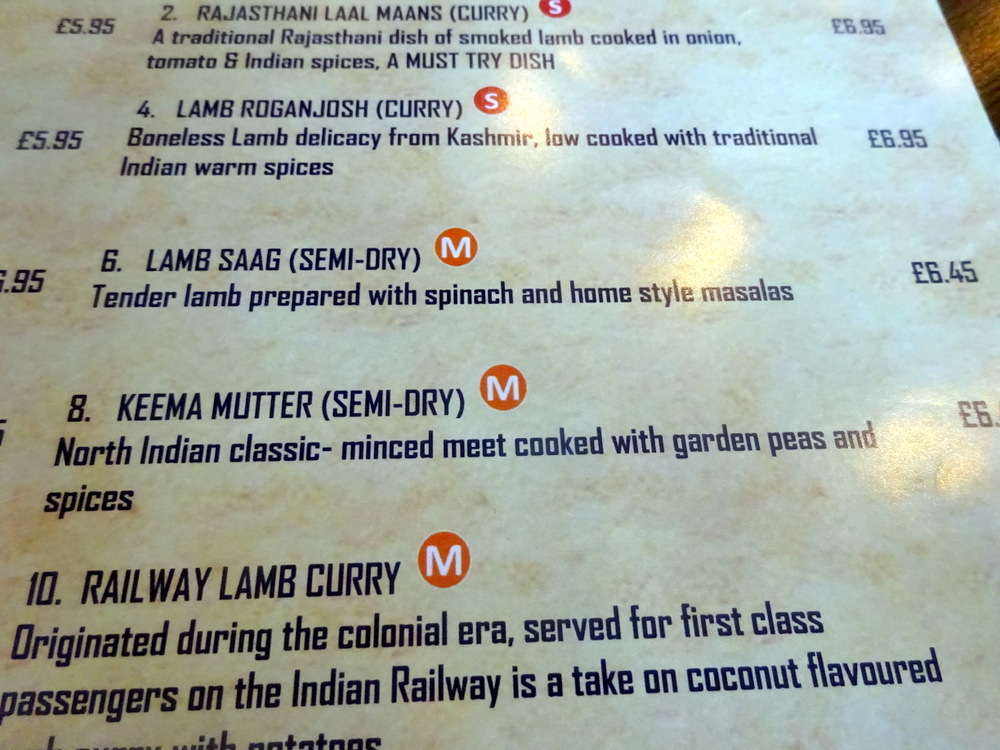 2. RAJASTHANI LAAL MAANS (CURRY) S
£5.95 £6.95
A traditional Rajasthani dish of smoked lamb cooked in onion,
tomato & Indian spices, A MUST TRY DISH
4. LAMB ROGANJOSH (CURRY) S
£5.95 Boneless Lamb delicacy from Kashmir, low cooked with traditional £6.95
Indian warm spices
6. LAMB SAAG (SEMI-DRY) M
.95 £6.45
Tender lamb prepared with spinach and home style masalas
8. KEEMA MUTTER (SEMI-DRY) M
£6.
North Indian classic- minced meet cooked with garden peas and
spices
10. RAILWAY LAMB CURRY M
Originated during the colonial era, served for first class
passengers on the Indian Railway is a take on coconut flavoured
curry with potatoes